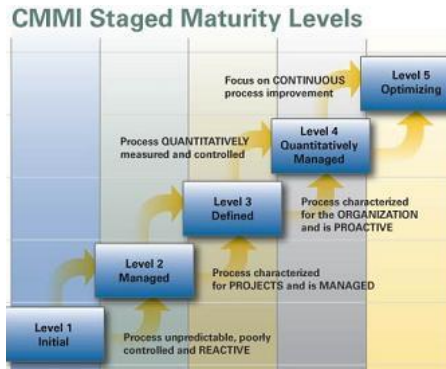 CMMI Staged Maturity Levels
Focus on CONTINUOUS
process improvement
Level 5
Optimizing
Process QUANTITATIVELY
measured and controlled
Level 4
Quantitatively
Managed
Level 3
Defined
Process characterized
for the ORGANIZATION
and is PROACTIVE
Level 2
Managed
Process characterized
for PROJECTS and is MANAGED
Level 1
Initial
Process unpredictable, poorly
controlled and REACTIVE